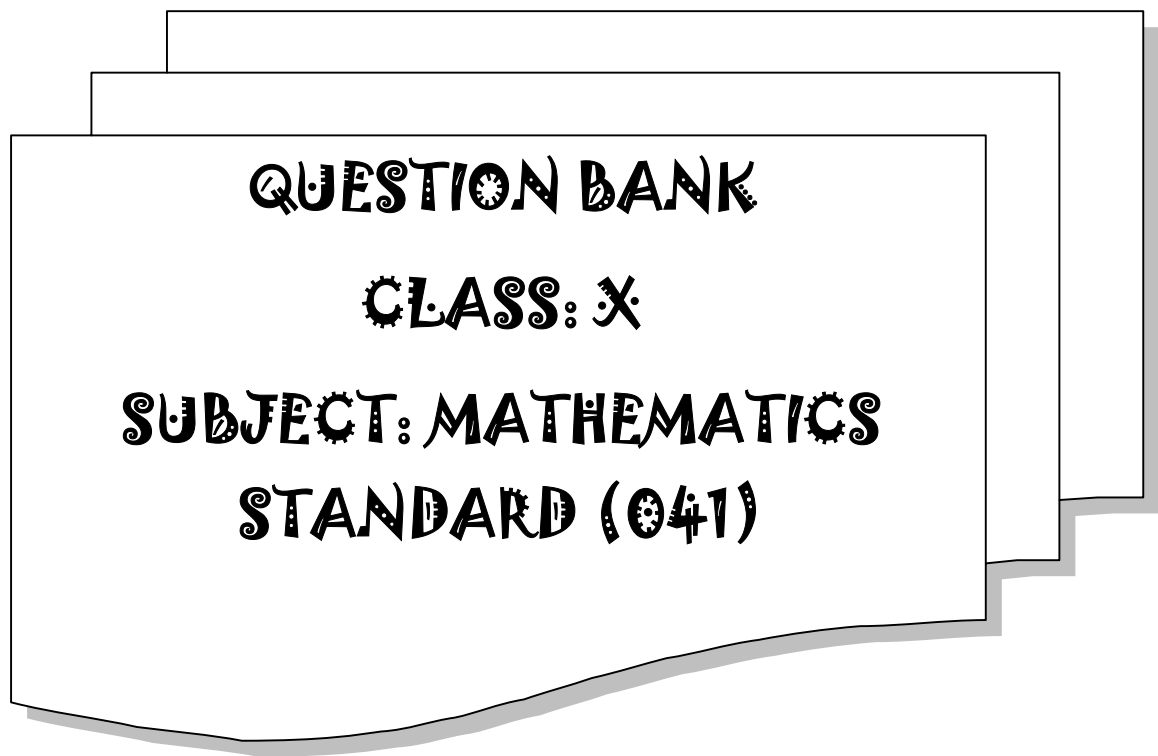 QUESTION BANK
CLASS: X
SUBJECT: MATHEMATICS
STANDARD (041)